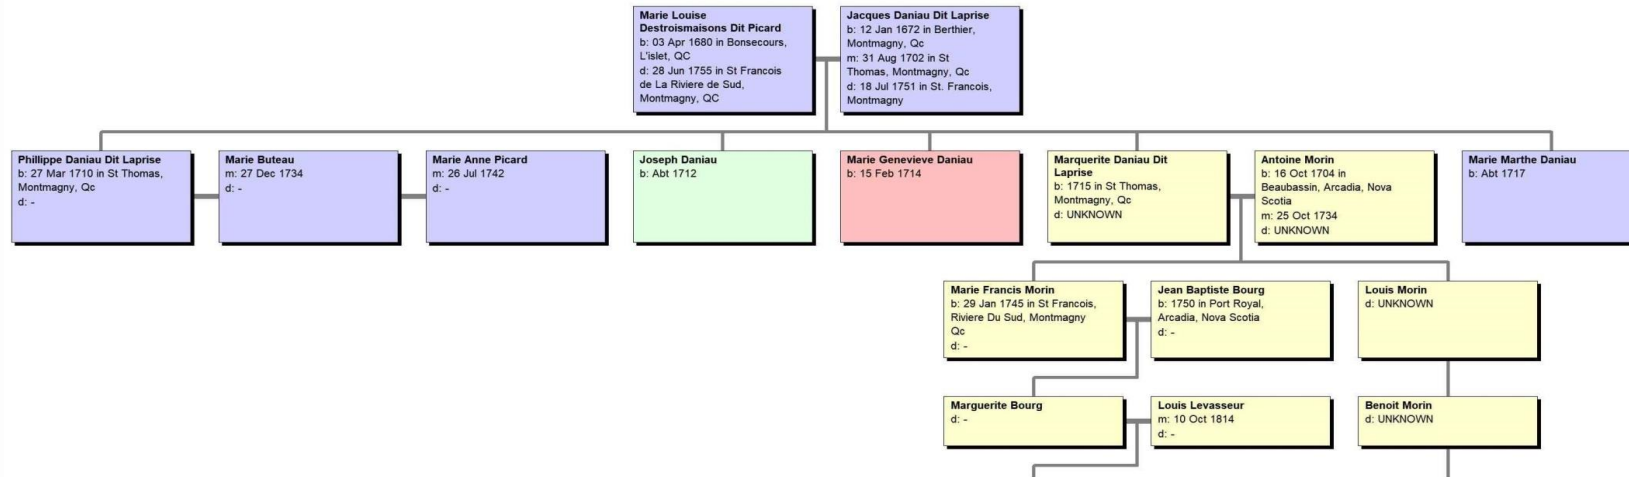 Marie Louise
Destroismaisons Dit Picard
b: 03 Apr 1680 in Bonsecours,
L'islet, QC
d: 28 Jun 1755 in St Francois
de La Riviere de Sud,
Montmagny, QC
Jacques Daniau Dit Laprise
b: 12 Jan 1672 in Berthier,
Montmagny, Qc
m: 31 Aug 1702 in St
Thomas, Montmagny, Qc
d: 18 Jul 1751 in St. Francois,
Montmagny
Phillippe Daniau Dit Laprise
b: 27 Mar 1710 in St Thomas,
Montmagny, Qc
d: -
Marie Buteau
m: 27 Dec 1734
d: -
Marie Anne Picard
m: 26 Jul 1742
d: -
Joseph Daniau
b: Abt 1712
Marie Genevieve Daniau
b: 15 Feb 1714
Marquerite Daniau Dit
Laprise
b: 1715 in St Thomas,
Montmagny, Qc
d: UNKNOWN
Antoine Morin
b: 16 Oct 1704 in
Beaubassin, Arcadia, Nova
Scotia
m: 25 Oct 1734
d: UNKNOWN
Marie Marthe Daniau
b: Abt 1717
Marie Francis Morin
b: 29 Jan 1745 in St Francois,
Riviere Du Sud, Montmagny
Qc
d: -
Jean Baptiste Bourg
b: 1750 in Port Royal,
Arcadia, Nova Scotia
d: -
Louis Morin
d: UNKNOWN
Marguerite Bourg
d: -
Louis Levasseur
m: 10 Oct 1814
d: -
Benoit Morin
d: UNKNOWN